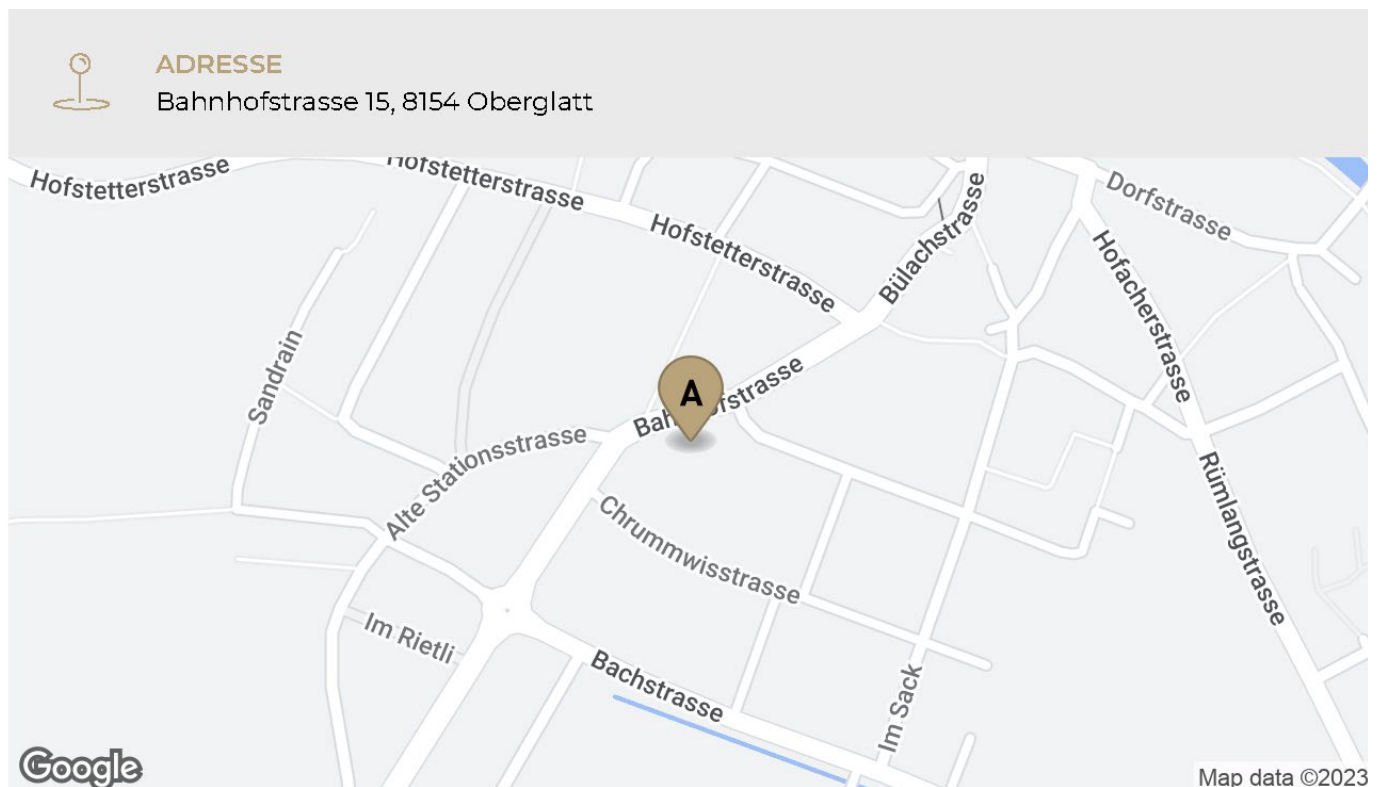 ADRESSE
Bahnhofstrasse 15, 8154 Oberglatt
Hofstetterstrasse
Hofstetterstrasse
Hofstetterstrasse
Bülachstrasse
Dorfstrasse
Hofacherstrasse
Sandrain
A
Bahnhofstrasse
Alte Stationsstrasse
Chrummwisstrasse
Rümlangstrasse
Im Rietli
Bachstrasse
Im Sack
Google
Map data ©2023